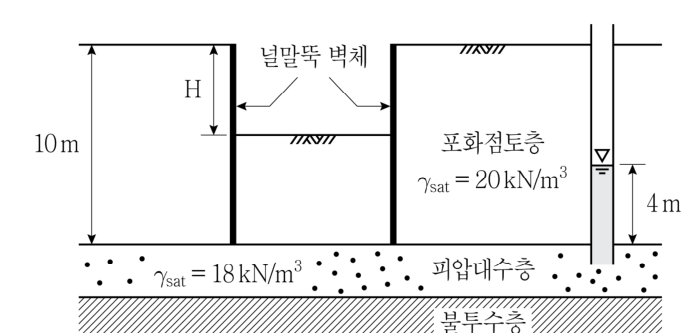 널말뚝 벽체
H
10 m
포화점토층
γsat = 20 kN/m³
4 m
γsat = 18 kN/m³
피압대수층
불투수층